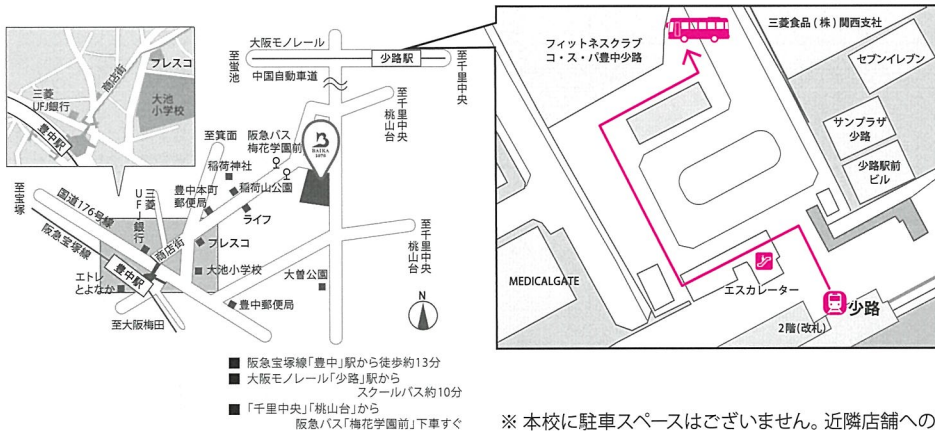 三菱
UFJ銀行
商店街
フレスコ
大池
小学校
豊中駅
大阪モノレール
少路駅
至蛍池
中国自動車道
至千里中央
至千里中央
桃山台
至箕面
阪急バス
梅花学園前
BAIKA
1878
稲荷神社
稲荷山公園
豊中本町
郵便局
ライフ
至宝塚
国道176号線
三菱
UFJ銀行
阪急宝塚線
商店街
フレスコ
大池小学校
豊中駅
エトレ
とよなか
至大阪梅田
豊中郵便局
大曽公園
至千里中央
桃山台
N
■ 阪急宝塚線「豊中」駅から徒歩約13分
■ 大阪モノレール「少路」駅から
スクールバス約10分
■ 「千里中央」「桃山台」から
阪急バス「梅花学園前」下車すぐ
フィットネスクラブ
コ・ス・パ豊中少路
三菱食品(株)関西支社
セブンイレブン
サンプラザ
少路
少路駅前
ビル
MEDICALGATE
エスカレーター
少路
2階(改札)
※ 本校に駐車スペースはございません。近隣店舗への